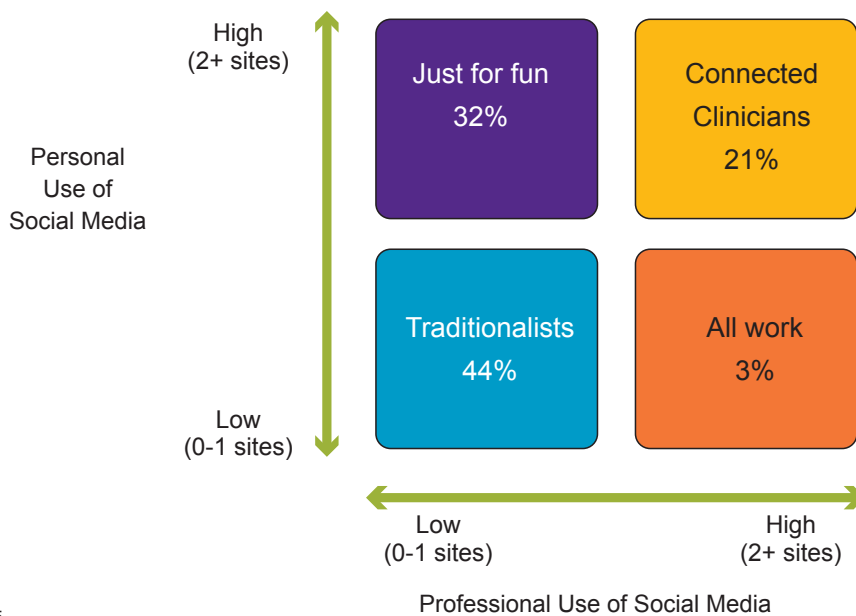 High
(2+ sites)
Personal
Use of
Social Media
Just for fun
32%
Connected
Clinicians
21%
Traditionalists
44%
All work
3%
Low
(0-1 sites)
Low
(0-1 sites)
High
(2+ sites)
Professional Use of Social Media